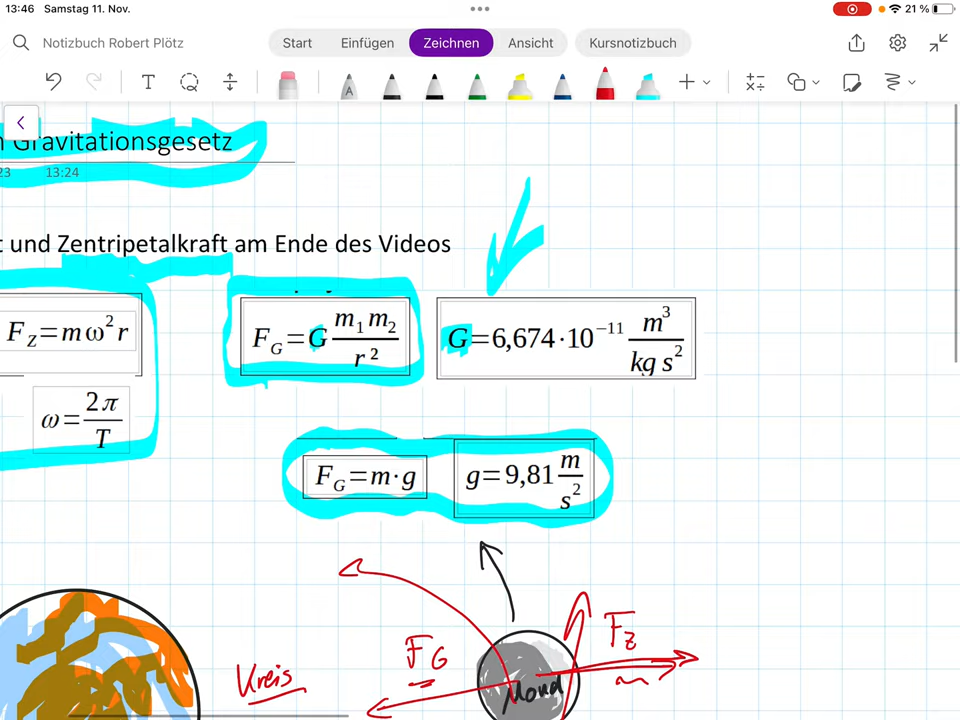 13:46 Samstag 11. Nov. 21 %
Notizbuch Robert Plötz Start Einfügen Zeichnen Ansicht Kursnotizbuch
T A
Gravitationsgesetz
23 13:24
t und Zentripetalkraft am Ende des Videos
F_Z=mω²r
ω=2π/T
F_G=G m₁m₂/r²
G=6,674·10⁻¹¹ m³/kg s²
F_G=m·g
g=9,81 m/s²
F_Z
F_G
Kreis
Mond